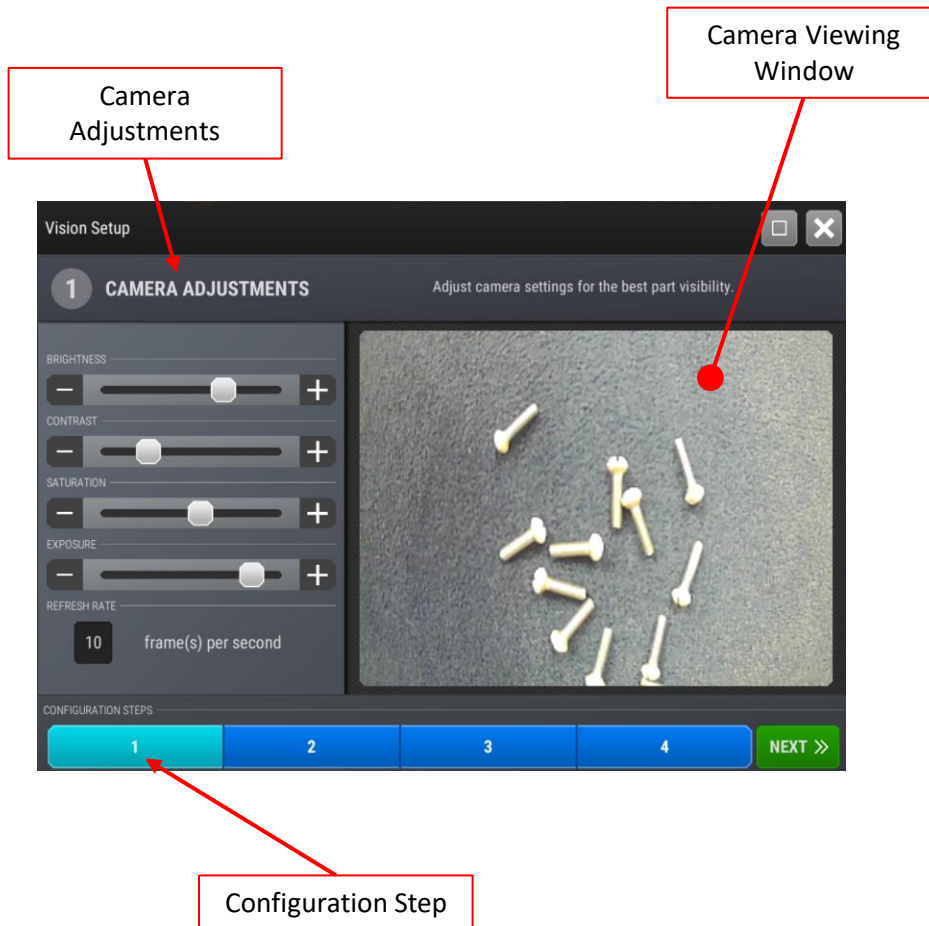 Camera Viewing
Window
Camera
Adjustments
Vision Setup
1 CAMERA ADJUSTMENTS
Adjust camera settings for the best part visibility.
BRIGHTNESS
CONTRAST
SATURATION
EXPOSURE
REFRESH RATE
10 frame(s) per second
CONFIGURATION STEPS
1 2 3 4 NEXT
Configuration Step